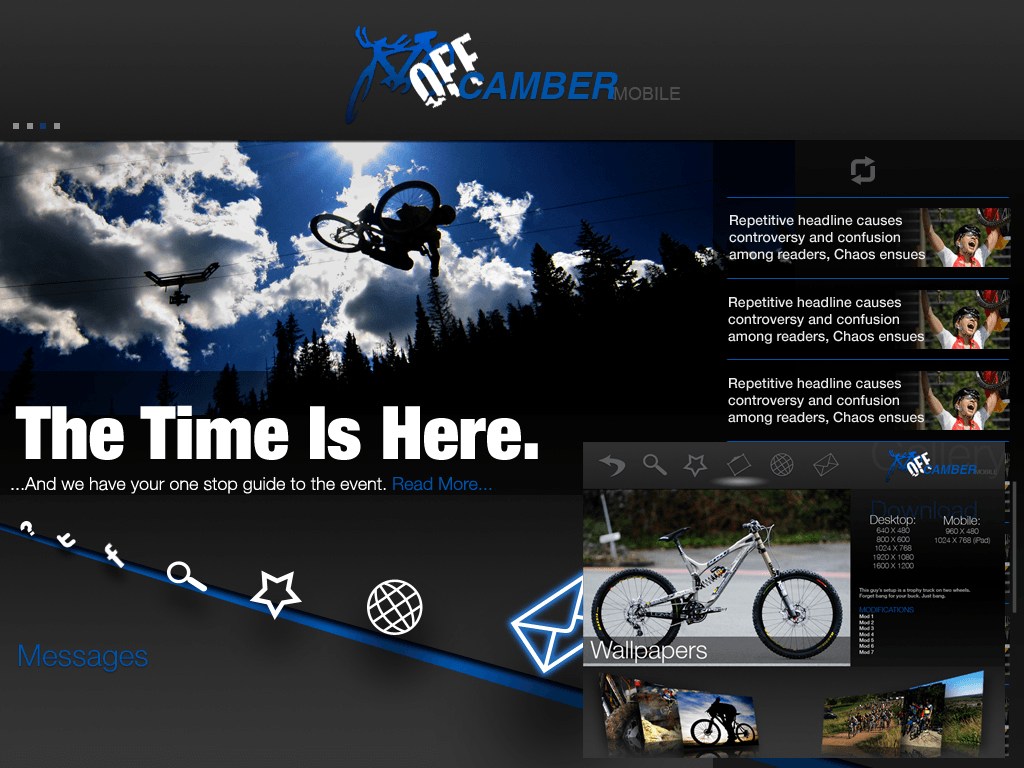 OFF
CAMBER MOBILE
Repetitive headline causes
controversy and confusion
among readers, Chaos ensues
Repetitive headline causes
controversy and confusion
among readers, Chaos ensues
Repetitive headline causes
controversy and confusion
among readers, Chaos ensues
The Time Is Here.
...And we have your one stop guide to the event. Read More...
Messages
Gallery
OFF
CAMBER MOBILE
Download
Desktop:
640 X 480
800 X 600
1024 X 768
1920 X 1080
1600 X 1200
Mobile:
960 X 480
1024 X 768 (iPad)
This guy's setup is a trophy truck on two wheels.
Forget bang for your buck. Just bang.
MODIFICATIONS
Mod 1
Mod 2
Mod 3
Mod 4
Mod 5
Mod 6
Mod 7
Wallpapers